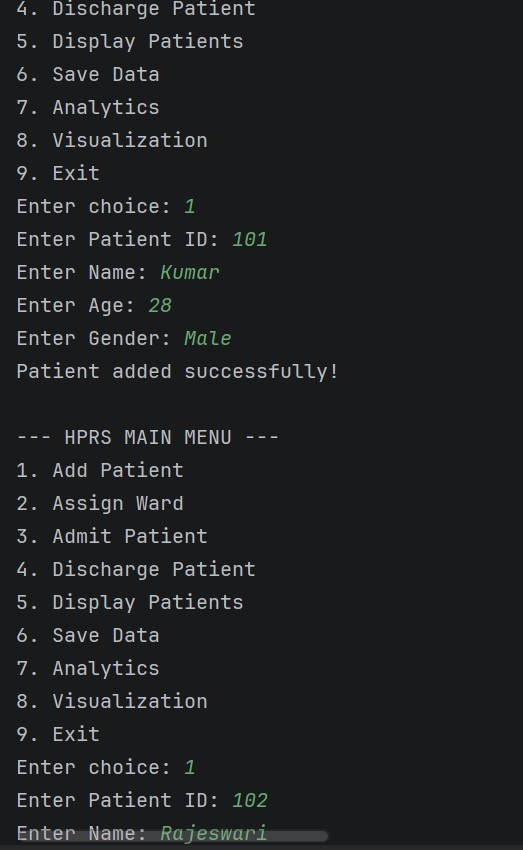 4. Discharge Patient
5. Display Patients
6. Save Data
7. Analytics
8. Visualization
9. Exit
Enter choice: 1
Enter Patient ID: 101
Enter Name: Kumar
Enter Age: 28
Enter Gender: Male
Patient added successfully!
--- HPRS MAIN MENU ---
1. Add Patient
2. Assign Ward
3. Admit Patient
4. Discharge Patient
5. Display Patients
6. Save Data
7. Analytics
8. Visualization
9. Exit
Enter choice: 1
Enter Patient ID: 102
Enter Name: Rajeswari